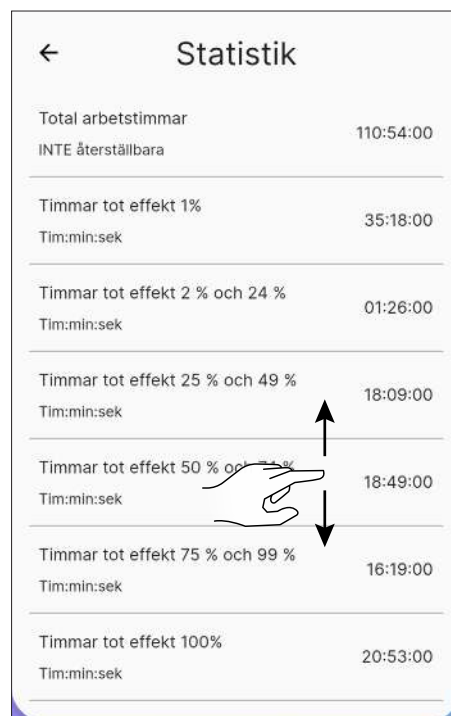 Statistik
Total arbetstimmar
110:54:00
INTE återställbara
Timmar tot effekt 1%
35:18:00
Tim:min:sek
Timmar tot effekt 2 % och 24 %
01:26:00
Tim:min:sek
Timmar tot effekt 25 % och 49 %
18:09:00
Tim:min:sek
Timmar tot effekt 50 % och 74 %
18:49:00
Tim:min:sek
Timmar tot effekt 75 % och 99 %
16:19:00
Tim:min:sek
Timmar tot effekt 100%
20:53:00
Tim:min:sek